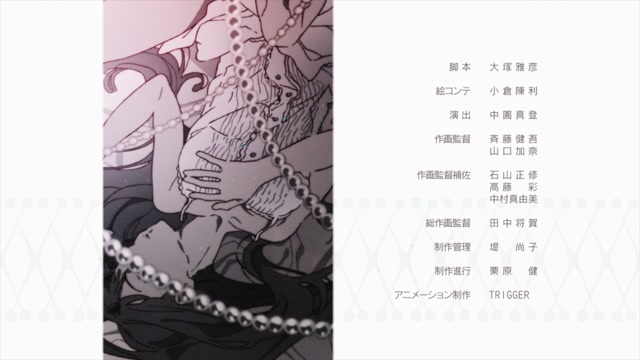 脚本 大塚雅彦
絵コンテ 小倉陳利
演出 中園真登
作画監督 斉藤健吾
山口加奈
作画監督補佐 石山正修
高藤 彩
中村真由美
総作画監督 田中将賀
制作管理 堤 尚子
制作進行 栗原 健
アニメーション制作 TRIGGER